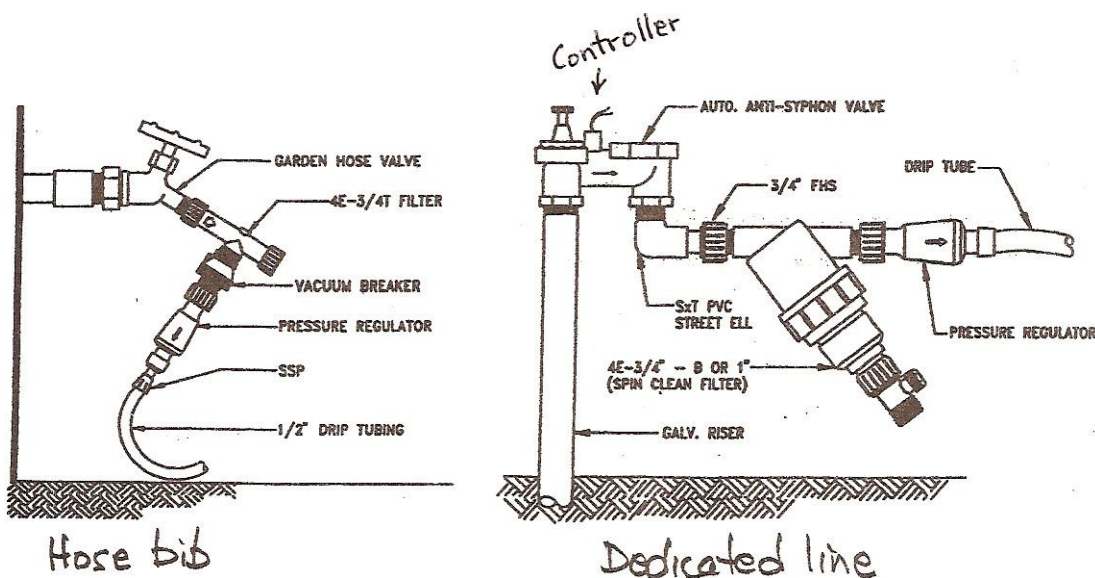 GARDEN HOSE VALVE
4E-3/4T FILTER
VACUUM BREAKER
PRESSURE REGULATOR
SSP
1/2" DRIP TUBING
Hose bib
Controller
AUTO. ANTI-SYPHON VALVE
DRIP TUBE
3/4" FHS
SxT PVC
STREET ELL
PRESSURE REGULATOR
4E-3/4" - B OR 1"
(SPIN CLEAN FILTER)
GALV. RISER
Dedicated line